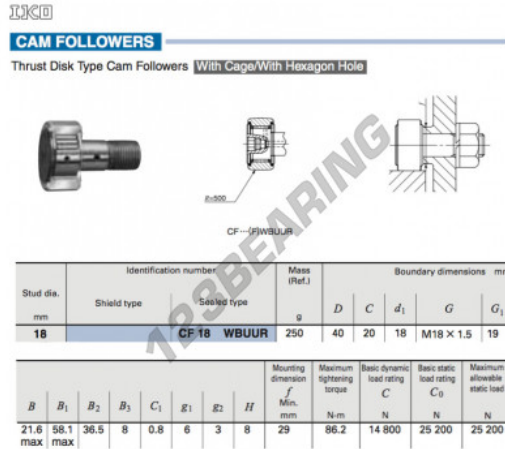 IKO
CAM FOLLOWERS
Thrust Disk Type Cam Followers With Cage/With Hexagon Hole
R=500
CF…(F)WBUUR
123BEARING
Stud dia. mm Identification number Mass (Ref.) g Boundary dimensions mm
Shield type Sealed type D C d1 G G1
18 CF 18 WBUUR 250 40 20 18 M18 × 1.5 19
B B1 B2 B3 C1 g1 g2 H Mounting dimension f Min. mm Maximum tightening torque N-m Basic dynamic load rating C N Basic static load rating C0 N Maximum allowable static load N
21.6 max 58.1 max 36.5 8 0.8 6 3 8 29 86.2 14 800 25 200 25 200